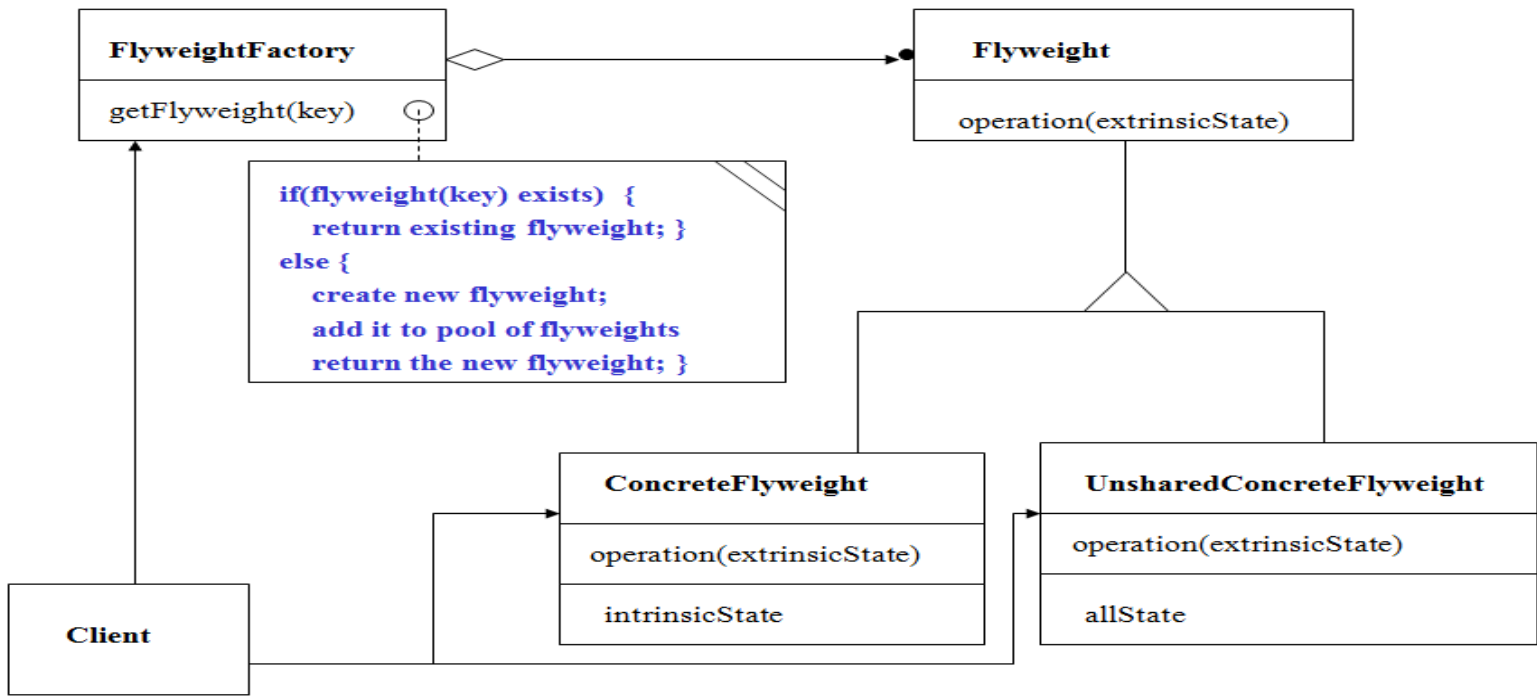 FlyweightFactory
getFlyweight(key)
Flyweight
operation(extrinsicState)
if(flyweight(key) exists) {
return existing flyweight; }
else {
create new flyweight;
add it to pool of flyweights
return the new flyweight; }
ConcreteFlyweight
operation(extrinsicState)
intrinsicState
UnsharedConcreteFlyweight
operation(extrinsicState)
allState
Client